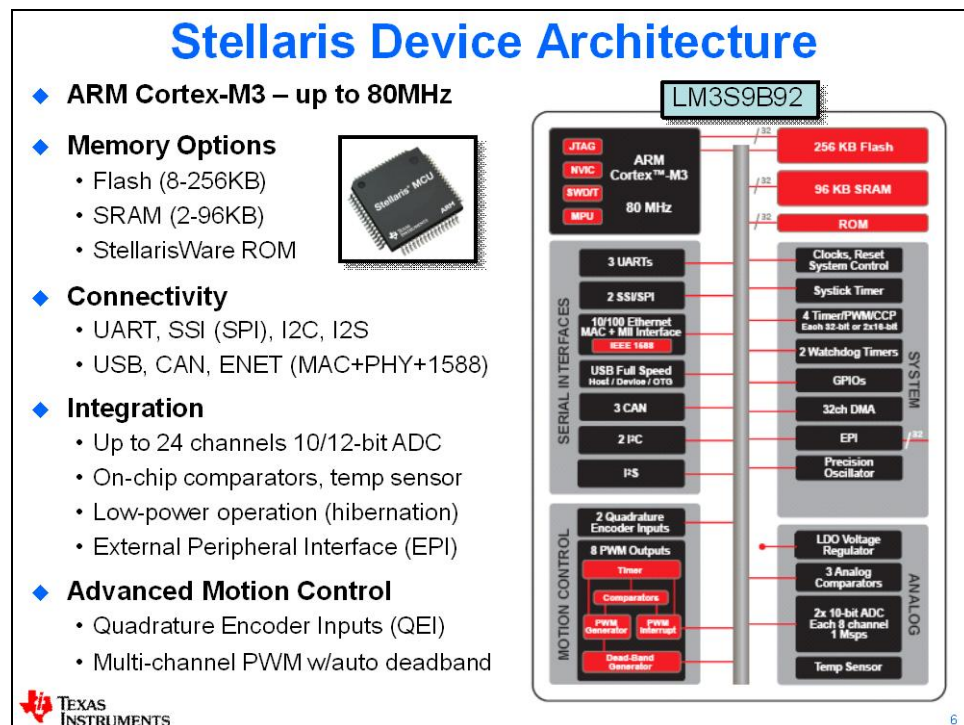 Stellaris Device Architecture
ARM Cortex-M3 – up to 80MHz
Memory Options
• Flash (8-256KB)
• SRAM (2-96KB)
• StellarisWare ROM
Connectivity
• UART, SSI (SPI), I2C, I2S
• USB, CAN, ENET (MAC+PHY+1588)
Integration
• Up to 24 channels 10/12-bit ADC
• On-chip comparators, temp sensor
• Low-power operation (hibernation)
• External Peripheral Interface (EPI)
Advanced Motion Control
• Quadrature Encoder Inputs (QEI)
• Multi-channel PWM w/auto deadband
Stellaris® MCU
ARM
LM3S9B92
JTAG
NVIC
SWD/T
MPU
ARM
Cortex™-M3
80 MHz
32
256 KB Flash
32
96 KB SRAM
32
ROM
SERIAL INTERFACES
3 UARTs
2 SSI/SPI
10/100 Ethernet
MAC + MII Interface
IEEE 1588
USB Full Speed
Host / Device / OTG
3 CAN
2 I²C
I²S
SYSTEM
Clocks, Reset
System Control
Systick Timer
4 Timer/PWM/CCP
Each 32-bit or 2x16-bit
2 Watchdog Timers
GPIOs
32ch DMA
EPI
32
Precision
Oscillator
MOTION CONTROL
2 Quadrature
Encoder Inputs
8 PWM Outputs
Timer
Comparators
PWM
Generator
PWM
Interrupt
Dead-Band
Generator
ANALOG
LDO Voltage
Regulator
3 Analog
Comparators
2x 10-bit ADC
Each 8 channel
1 Msps
Temp Sensor
TEXAS
INSTRUMENTS
6